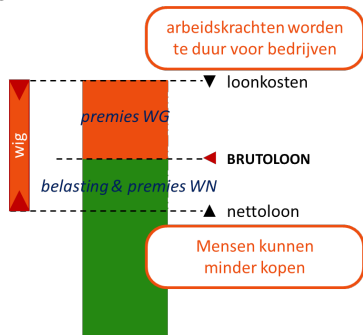 arbeidskrachten worden
te duur voor bedrijven
loonkosten
premies WG
wig
BRUTOLOON
belasting & premies WN
nettoloon
Mensen kunnen
minder kopen